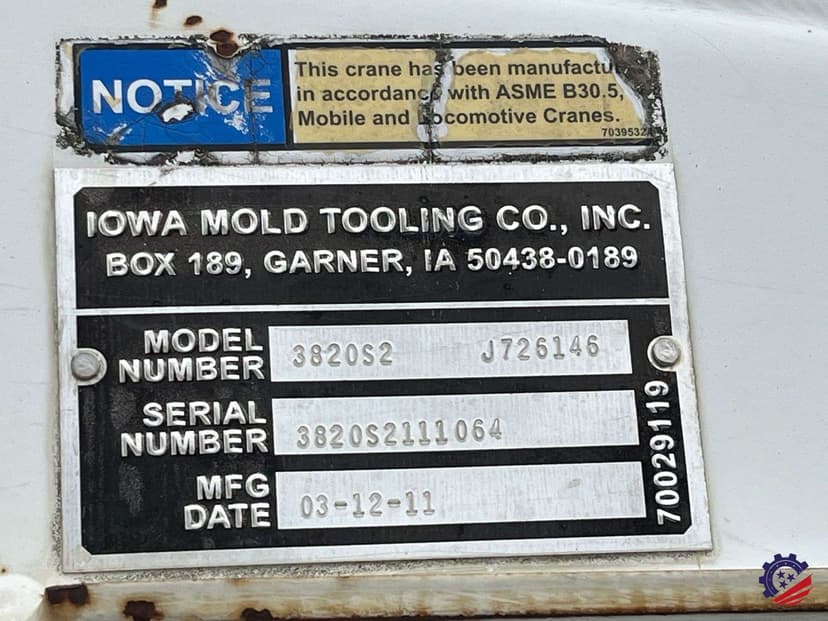 NOTICE
This crane has been manufactu
in accordance with ASME B30.5,
Mobile and Locomotive Cranes.
7039532
IOWA MOLD TOOLING CO., INC.
BOX 189, GARNER, IA 50438-0189
MODEL NUMBER 3820S2 J726146
SERIAL NUMBER 3820S2111064
MFG DATE 03-12-11
70029119